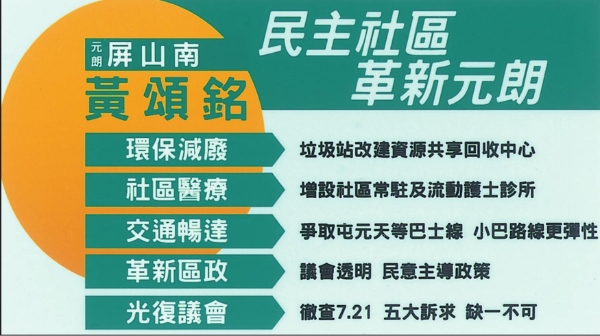 元朗 屏山南
黃頌銘
民主社區
革新元朗
環保減廢 垃圾站改建資源共享回收中心
社區醫療 增設社區常駐及流動護士診所
交通暢達 爭取屯元天等巴士線 小巴路線更彈性
革新區政 議會透明 民意主導政策
光復議會 徹查7.21 五大訴求 缺一不可